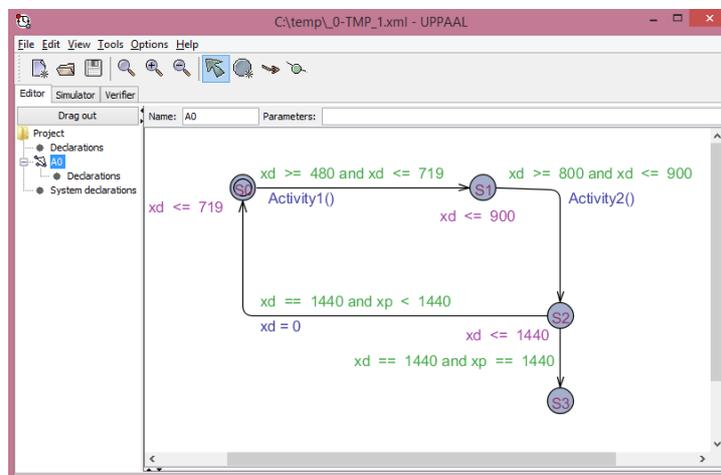 C:\temp\_0-TMP_1.xml - UPPAAL
File Edit View Tools Options Help
Editor Simulator Verifier
Drag out
Name: A0 Parameters:
Project
Declarations
A0
Declarations
System declarations
xd >= 480 and xd <= 719
xd >= 800 and xd <= 900
S0
S1
Activity1()
Activity2()
xd <= 719
xd <= 900
xd == 1440 and xp < 1440
S2
xd = 0
xd <= 1440
xd == 1440 and xp == 1440
S3